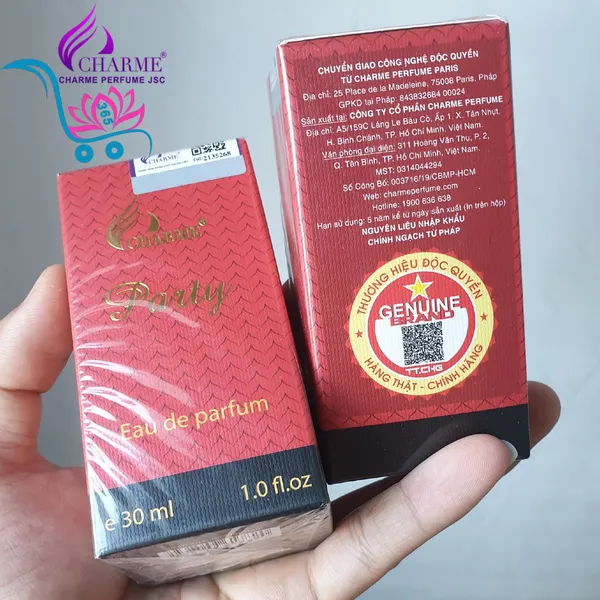 CHARME®
CHARME PERFUME JSC
365
CHARME
2135268
CHARME®
Party
Eau de parfum
e 30 ml
1.0 fl.oz
CHUYỂN GIAO CÔNG NGHỆ ĐỘC QUYỀN
TỪ CHARME PERFUME PARIS
Địa chỉ: 25 Place de la Madeleine, 75008 Paris. Pháp
GPKD tại Pháp: 843832684 00024
Sản xuất tại: CÔNG TY CỔ PHẦN CHARME PERFUME
Địa chỉ: A5/159C Láng Le Bàu Cò, Ấp 1, X. Tân Nhựt,
H. Bình Chánh, TP. Hồ Chí Minh, Việt Nam.
Văn phòng đại diện: 311 Hoàng Văn Thụ, P. 2,
Q. Tân Bình, TP. Hồ Chí Minh, Việt Nam.
MST: 0314044294
Số Công Bố: 003716/19/CBMP-HCM
Web: charmeperfume.com
Hotline: 1900 636 638
Hạn sử dụng: 5 năm kể từ ngày sản xuất (In trên hộp)
NGUYÊN LIỆU NHẬP KHẨU
CHÍNH NGẠCH TỪ PHÁP
THƯƠNG HIỆU ĐỘC QUYỀN
GENUINE
BRAND
TT.CHG
HÀNG THẬT - CHÍNH HÃNG